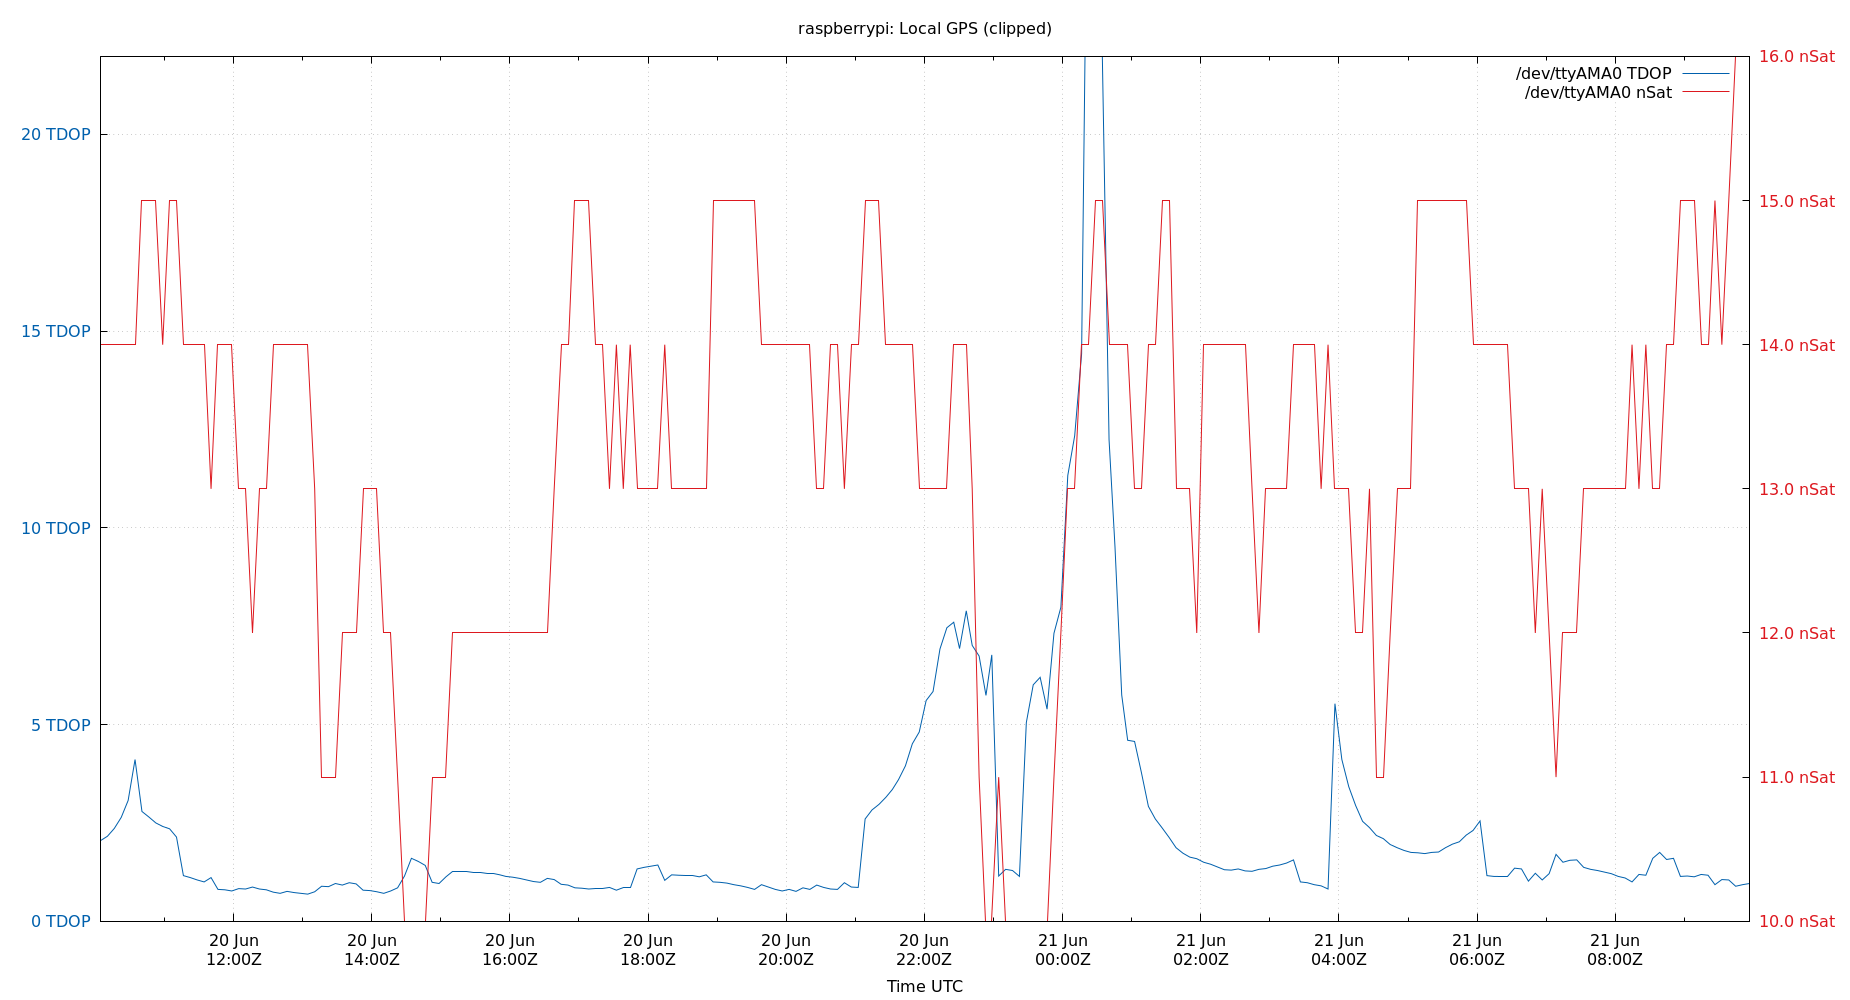 raspberrypi: Local GPS (clipped)
/dev/ttyAMA0 TDOP
/dev/ttyAMA0 nSat
20 TDOP
15 TDOP
10 TDOP
5 TDOP
0 TDOP
16.0 nSat
15.0 nSat
14.0 nSat
13.0 nSat
12.0 nSat
11.0 nSat
10.0 nSat
20 Jun 20 Jun 20 Jun 20 Jun 20 Jun 20 Jun 21 Jun 21 Jun 21 Jun 21 Jun 21 Jun
12:00Z 14:00Z 16:00Z 18:00Z 20:00Z 22:00Z 00:00Z 02:00Z 04:00Z 06:00Z 08:00Z
Time UTC